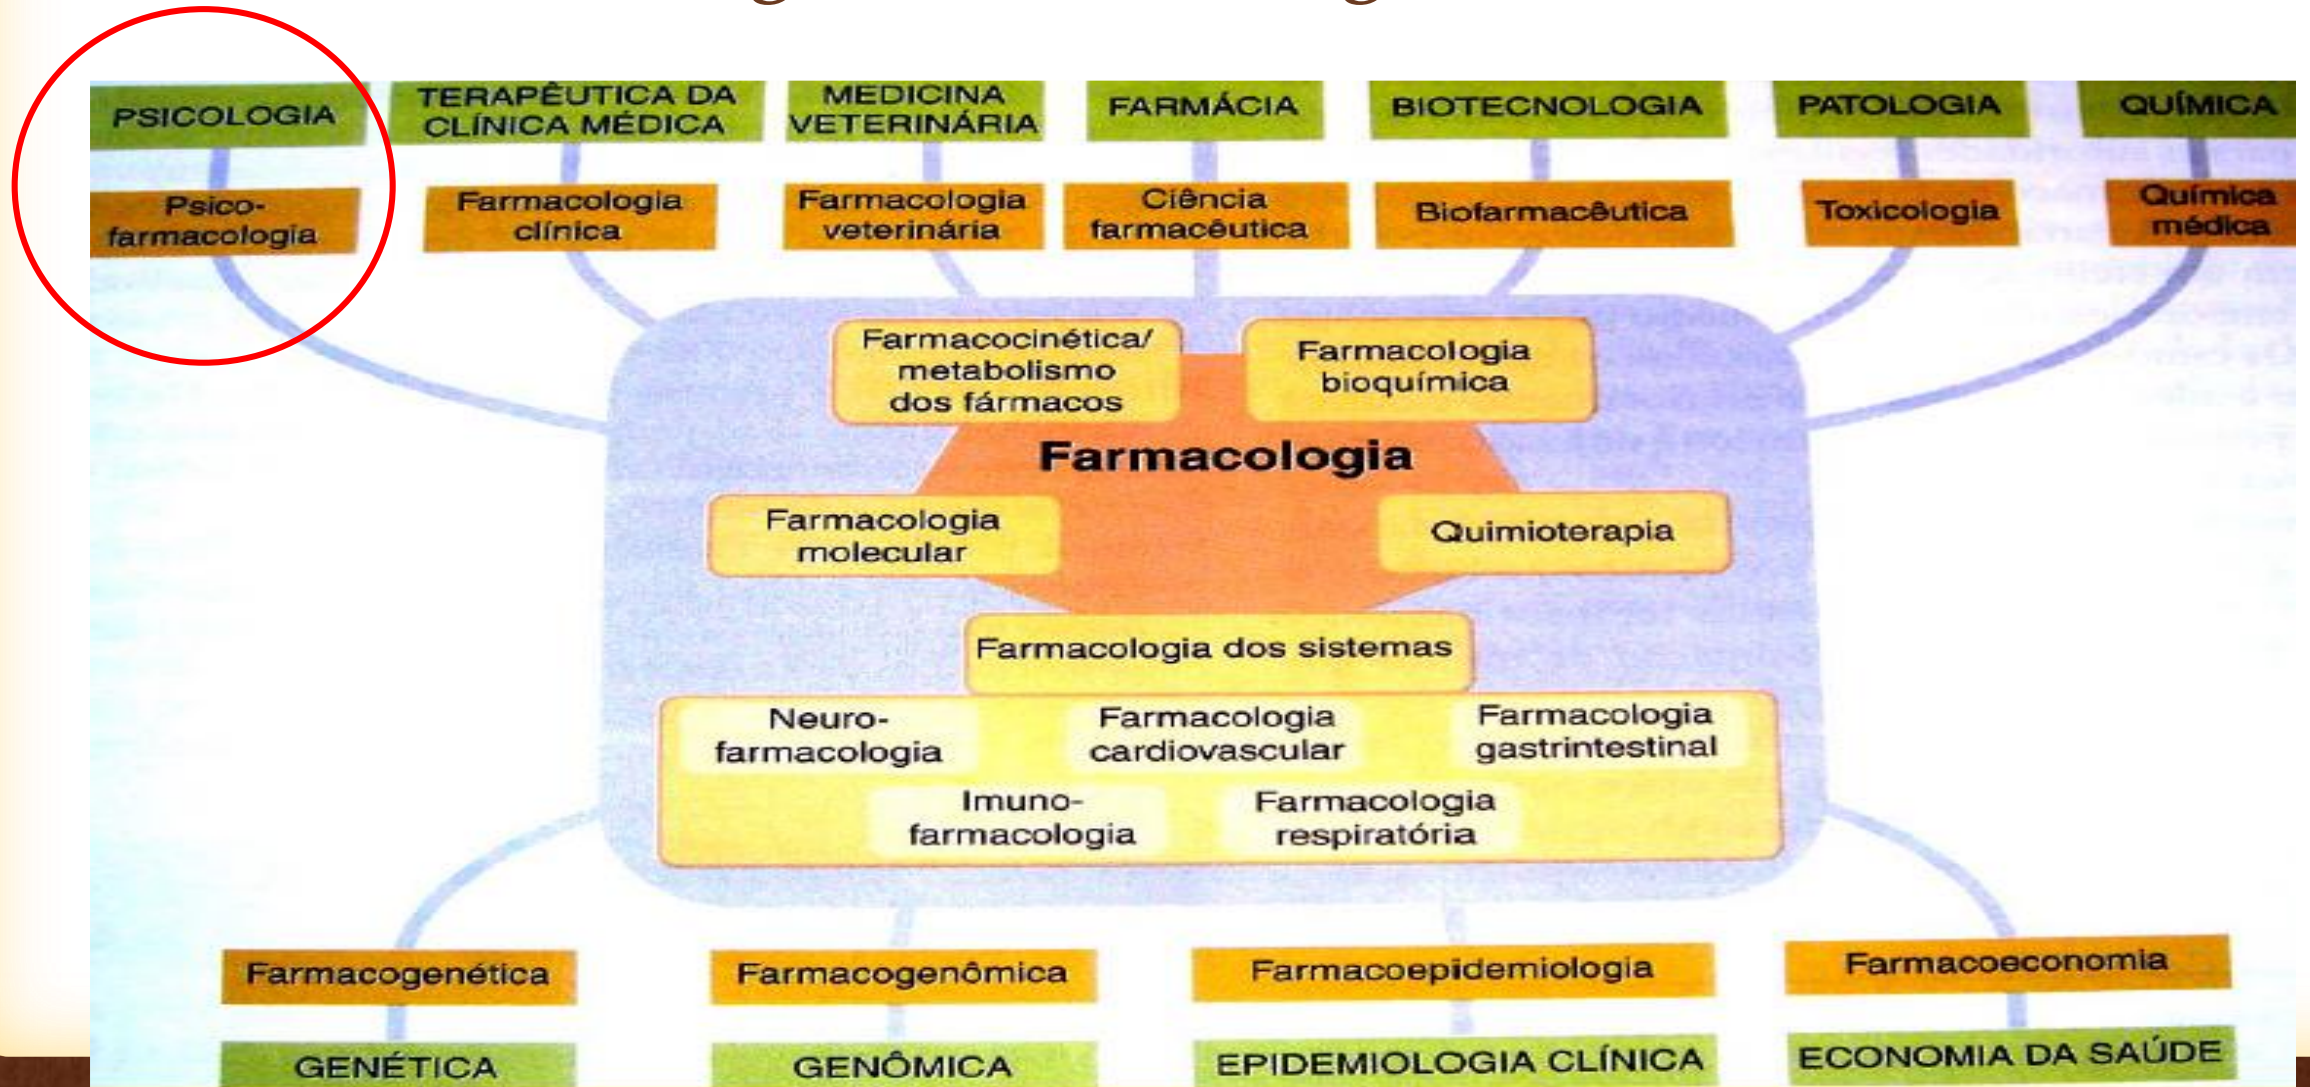 PSICOLOGIA
TERAPÊUTICA DA
CLÍNICA MÉDICA
MEDICINA
VETERINÁRIA
FARMÁCIA
BIOTECNOLOGIA
PATOLOGIA
QUÍMICA
Psico-
farmacologia
Farmacologia
clínica
Farmacologia
veterinária
Ciência
farmacêutica
Biofarmacêutica
Toxicologia
Química
médica
Farmacocinética/
metabolismo
dos fármacos
Farmacologia
bioquímica
Farmacologia
Farmacologia
molecular
Quimioterapia
Farmacologia dos sistemas
Neuro-
farmacologia
Farmacologia
cardiovascular
Farmacologia
gastrintestinal
Imuno-
farmacologia
Farmacologia
respiratória
Farmacogenética
Farmacogenômica
Farmacoepidemiologia
Farmacoeconomia
GENÉTICA
GENÔMICA
EPIDEMIOLOGIA CLÍNICA
ECONOMIA DA SAÚDE